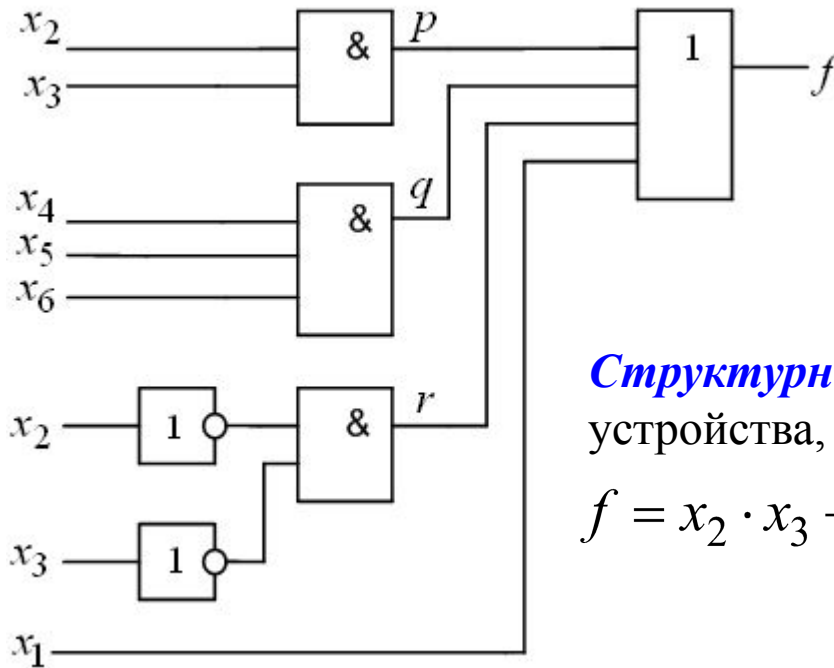 x₂
x₃
&
p
1
f
x₄
x₅
x₆
&
q
x₂
1
&
r
x₃
1
x₁
Структурн
устройства,
f = x₂ · x₃